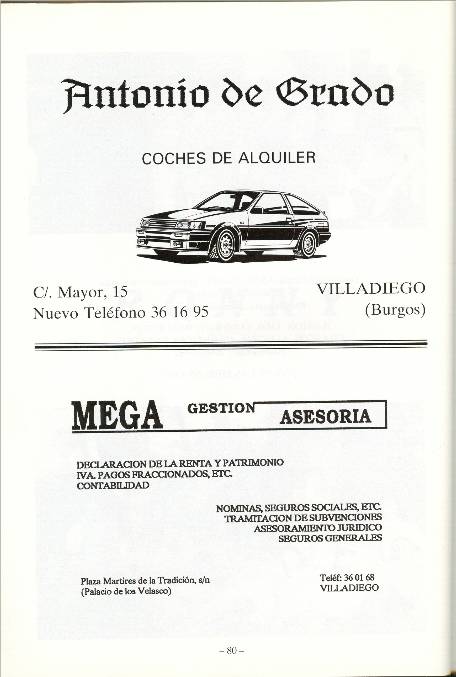 Antonio de Grado
COCHES DE ALQUILER
C/. Mayor, 15
Nuevo Teléfono 36 16 95
VILLADIEGO
(Burgos)
MEGA GESTION ASESORIA
DECLARACION DE LA RENTA Y PATRIMONIO
IVA. PAGOS FRACCIONADOS, ETC.
CONTABILIDAD
NOMINAS, SEGUROS SOCIALES, ETC.
TRAMITACION DE SUBVENCIONES
ASESORAMIENTO JURIDICO
SEGUROS GENERALES
Plaza Martires de la Tradición, s/n
(Palacio de los Velasco)
Teléf: 36 01 68
VILLADIEGO
– 80 –